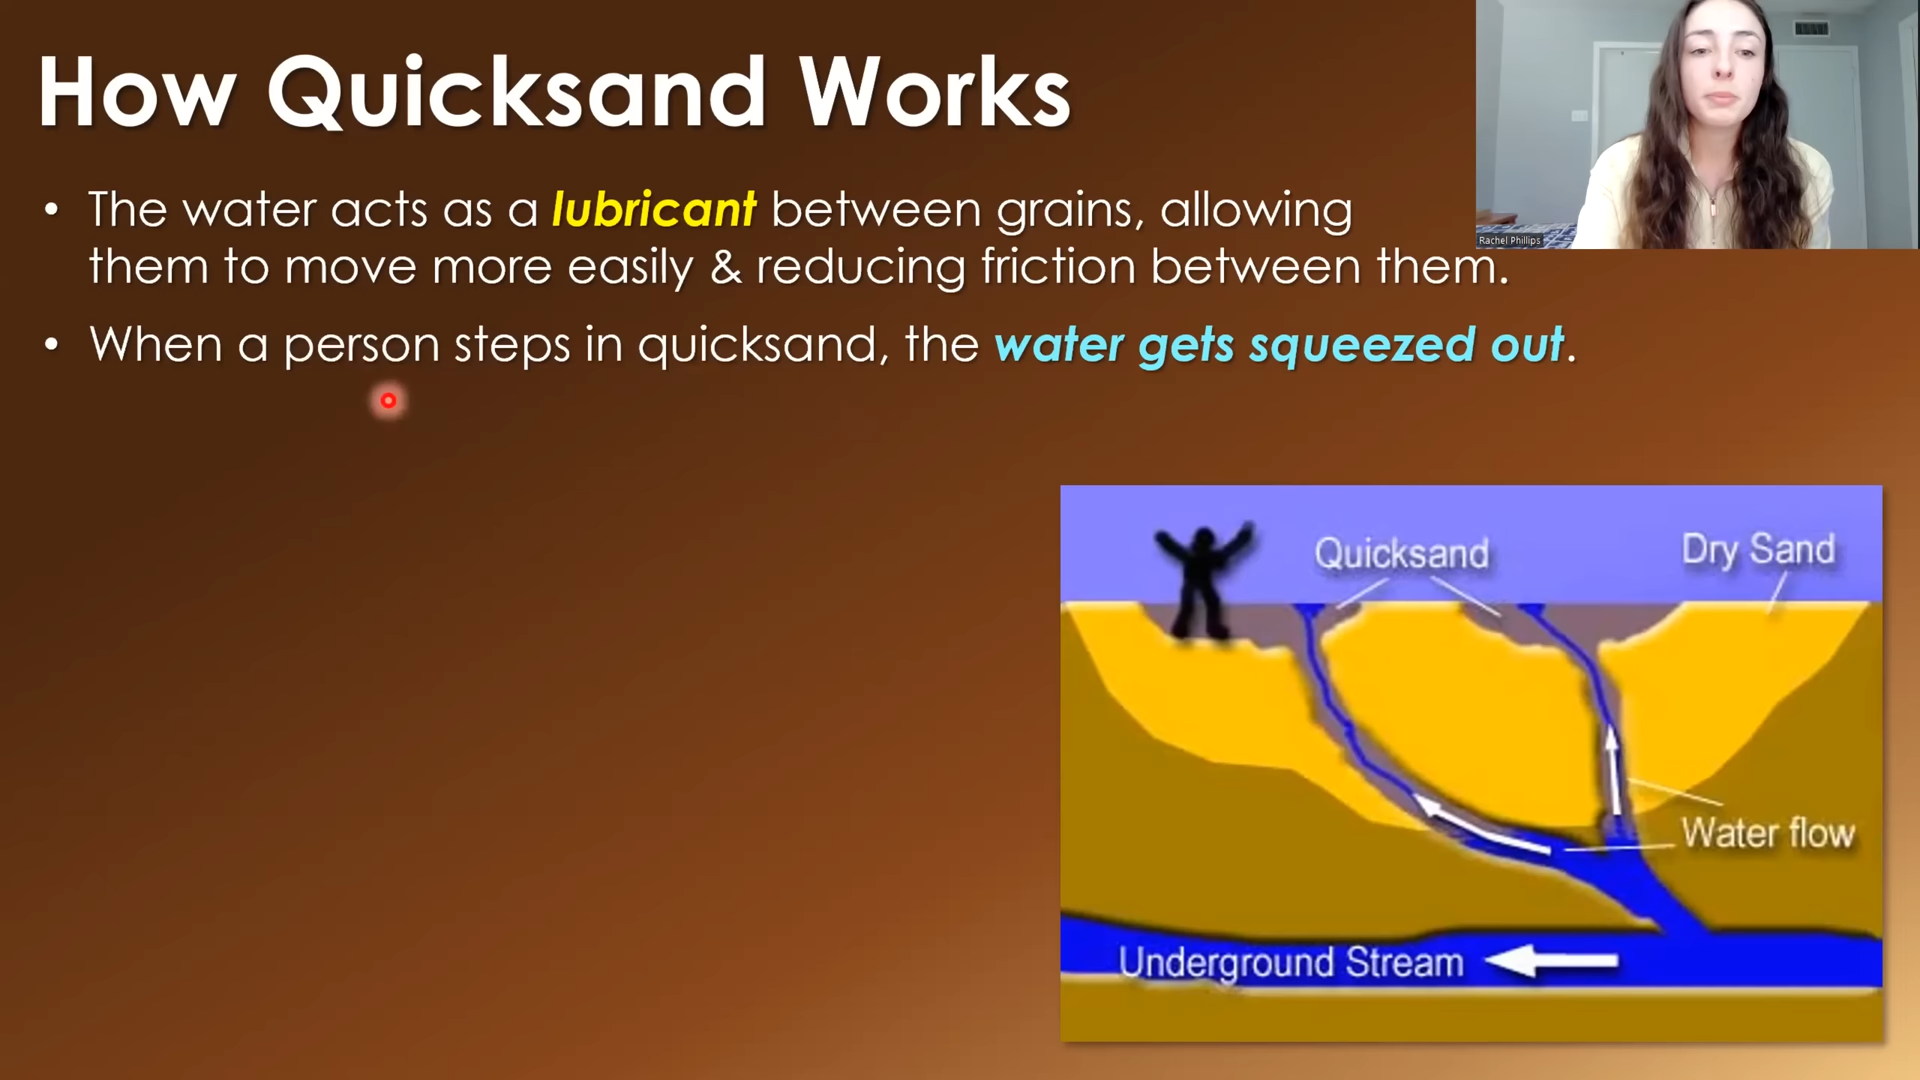 How Quicksand Works
• The water acts as a lubricant between grains, allowing
them to move more easily & reducing friction between them.
• When a person steps in quicksand, the water gets squeezed out.
Rachel Phillips
Quicksand
Dry Sand
Water flow
Underground Stream